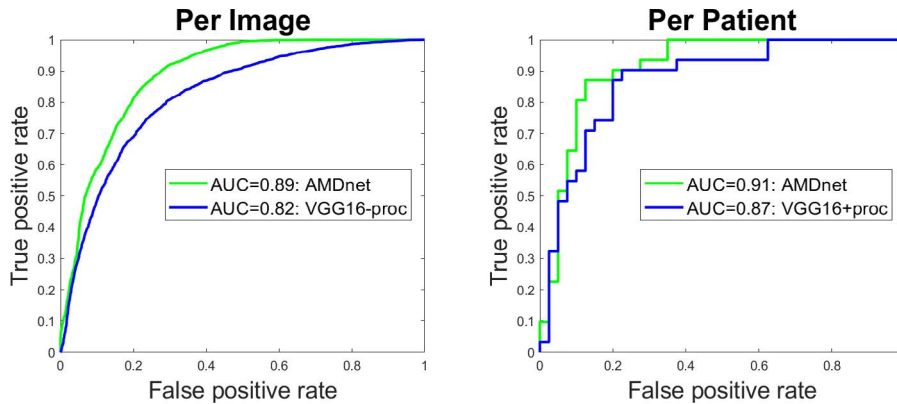 Per Image
1
0.9
0.8
0.7
0.6
0.5
0.4
0.3
0.2
0.1
0
True positive rate
AUC=0.89: AMDnet
AUC=0.82: VGG16-proc
0 0.2 0.4 0.6 0.8 1
False positive rate
Per Patient
1
0.9
0.8
0.7
0.6
0.5
0.4
0.3
0.2
0.1
0
True positive rate
AUC=0.91: AMDnet
AUC=0.87: VGG16+proc
0 0.2 0.4 0.6 0.8
False positive rate